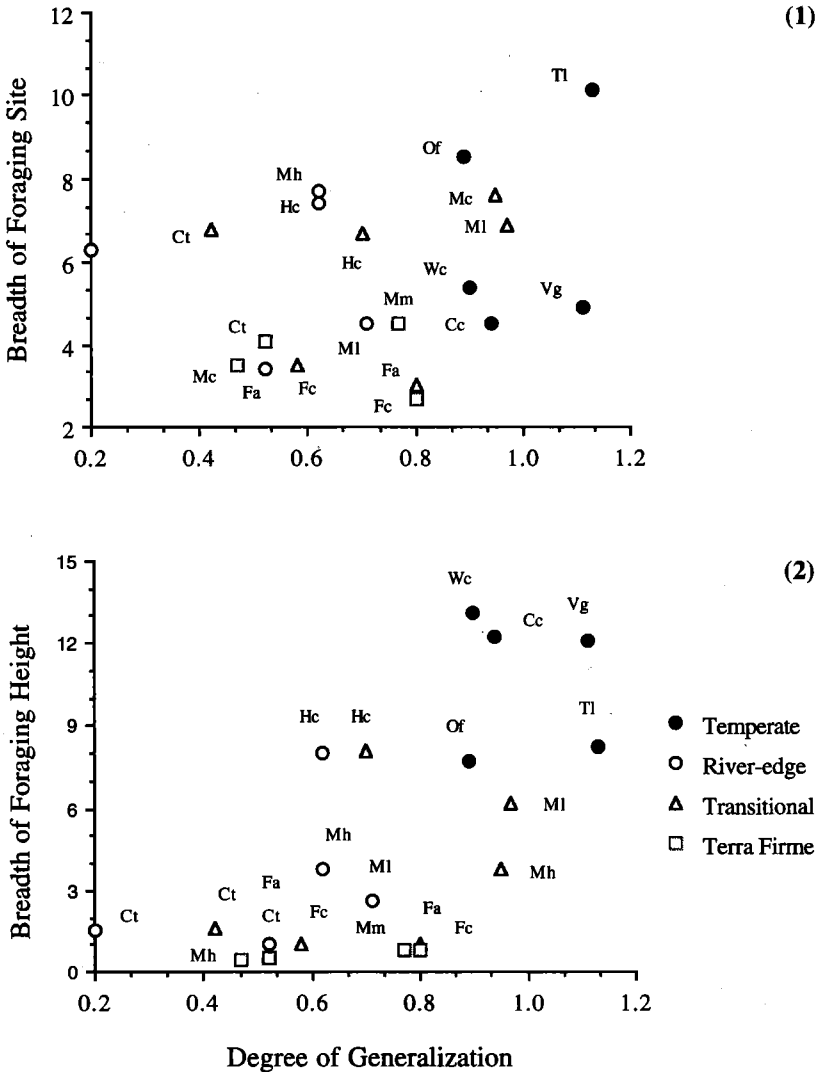 (1)
12
10
8
6
4
2
Breadth of Foraging Site
Tl
Of
Mh
Mc
Hc
Ml
Ct
Hc
Wc
Vg
Mm
Ct
Cc
Ml
Fa
Mc
Fa
Fc
Fc
0.2 0.4 0.6 0.8 1.0 1.2
(2)
15
12
9
6
3
0
Breadth of Foraging Height
Wc
Vg
Cc
Hc Hc
Tl
Of
Temperate
River-edge
Transitional
Terra Firme
Ml
Mh
Ml
Mh
Fa
Ct
Ct
Ct
Fc
Fa
Mm
Fc
Mh
0.2 0.4 0.6 0.8 1.0 1.2
Degree of Generalization